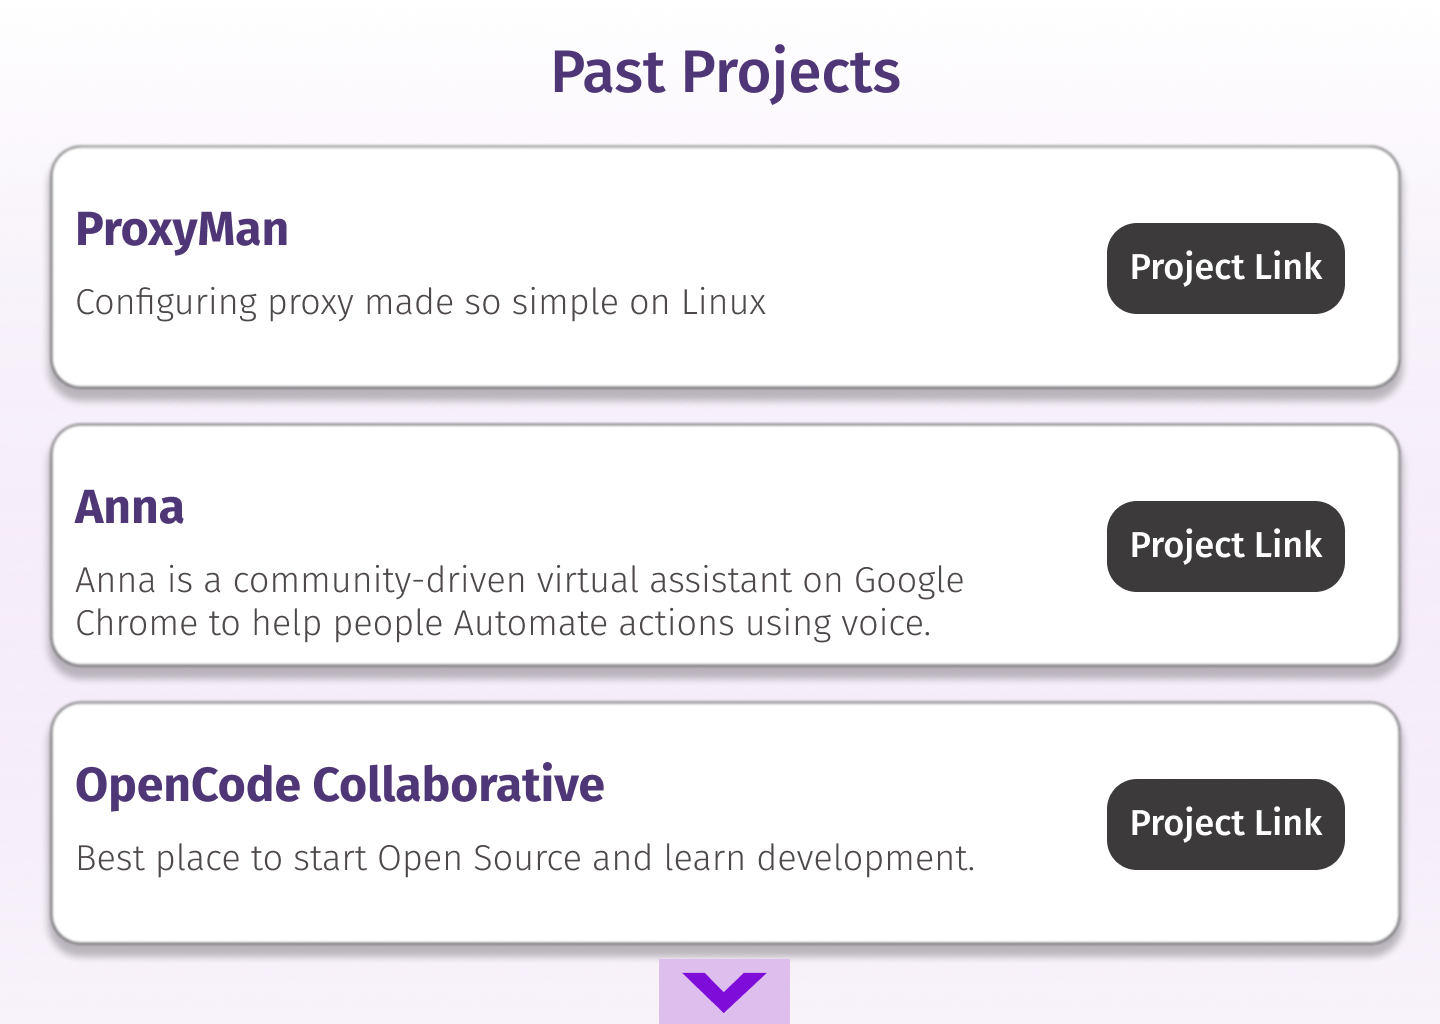 Past Projects
ProxyMan
Configuring proxy made so simple on Linux
Project Link
Anna
Anna is a community-driven virtual assistant on Google
Chrome to help people Automate actions using voice.
Project Link
OpenCode Collaborative
Best place to start Open Source and learn development.
Project Link